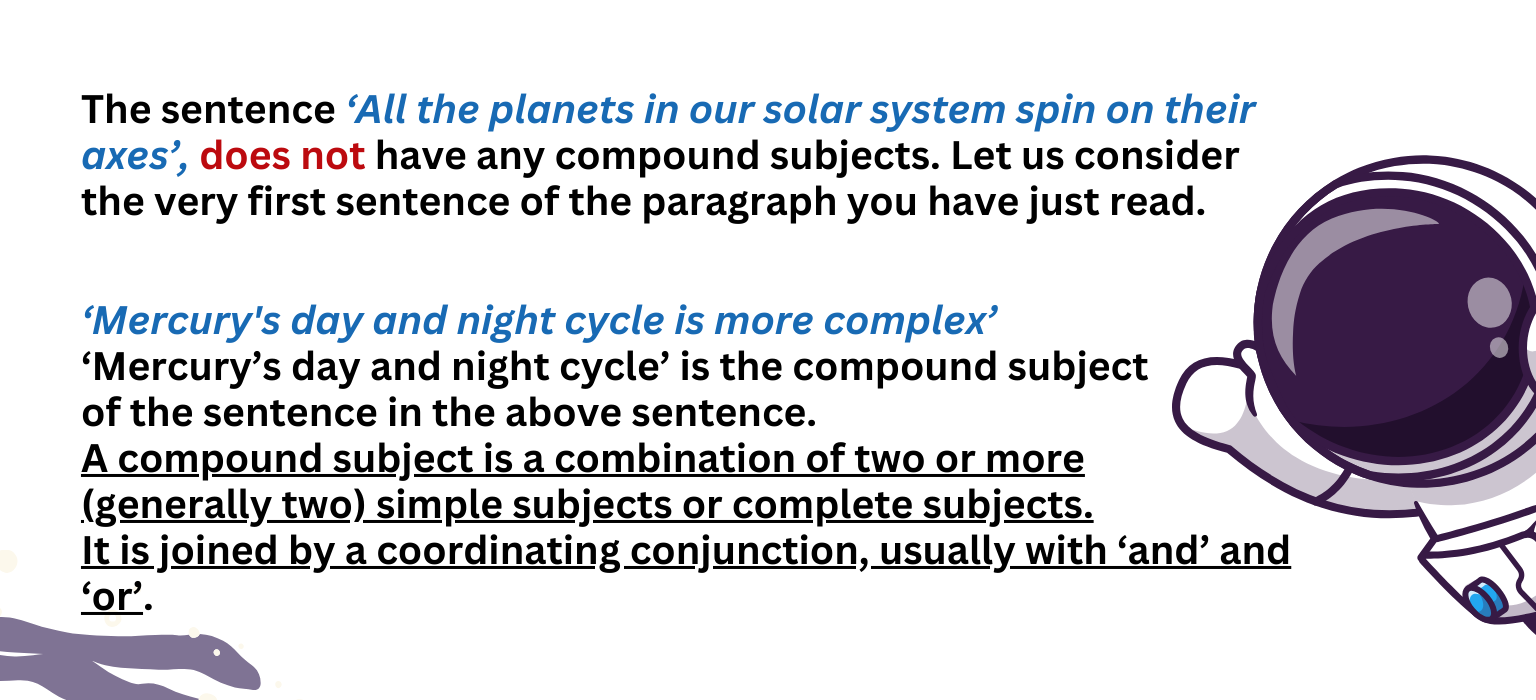 The sentence ‘All the planets in our solar system spin on their
axes’, does not have any compound subjects. Let us consider
the very first sentence of the paragraph you have just read.
‘Mercury's day and night cycle is more complex’
‘Mercury’s day and night cycle’ is the compound subject
of the sentence in the above sentence.
A compound subject is a combination of two or more
(generally two) simple subjects or complete subjects.
It is joined by a coordinating conjunction, usually with ‘and’ and
‘or’.